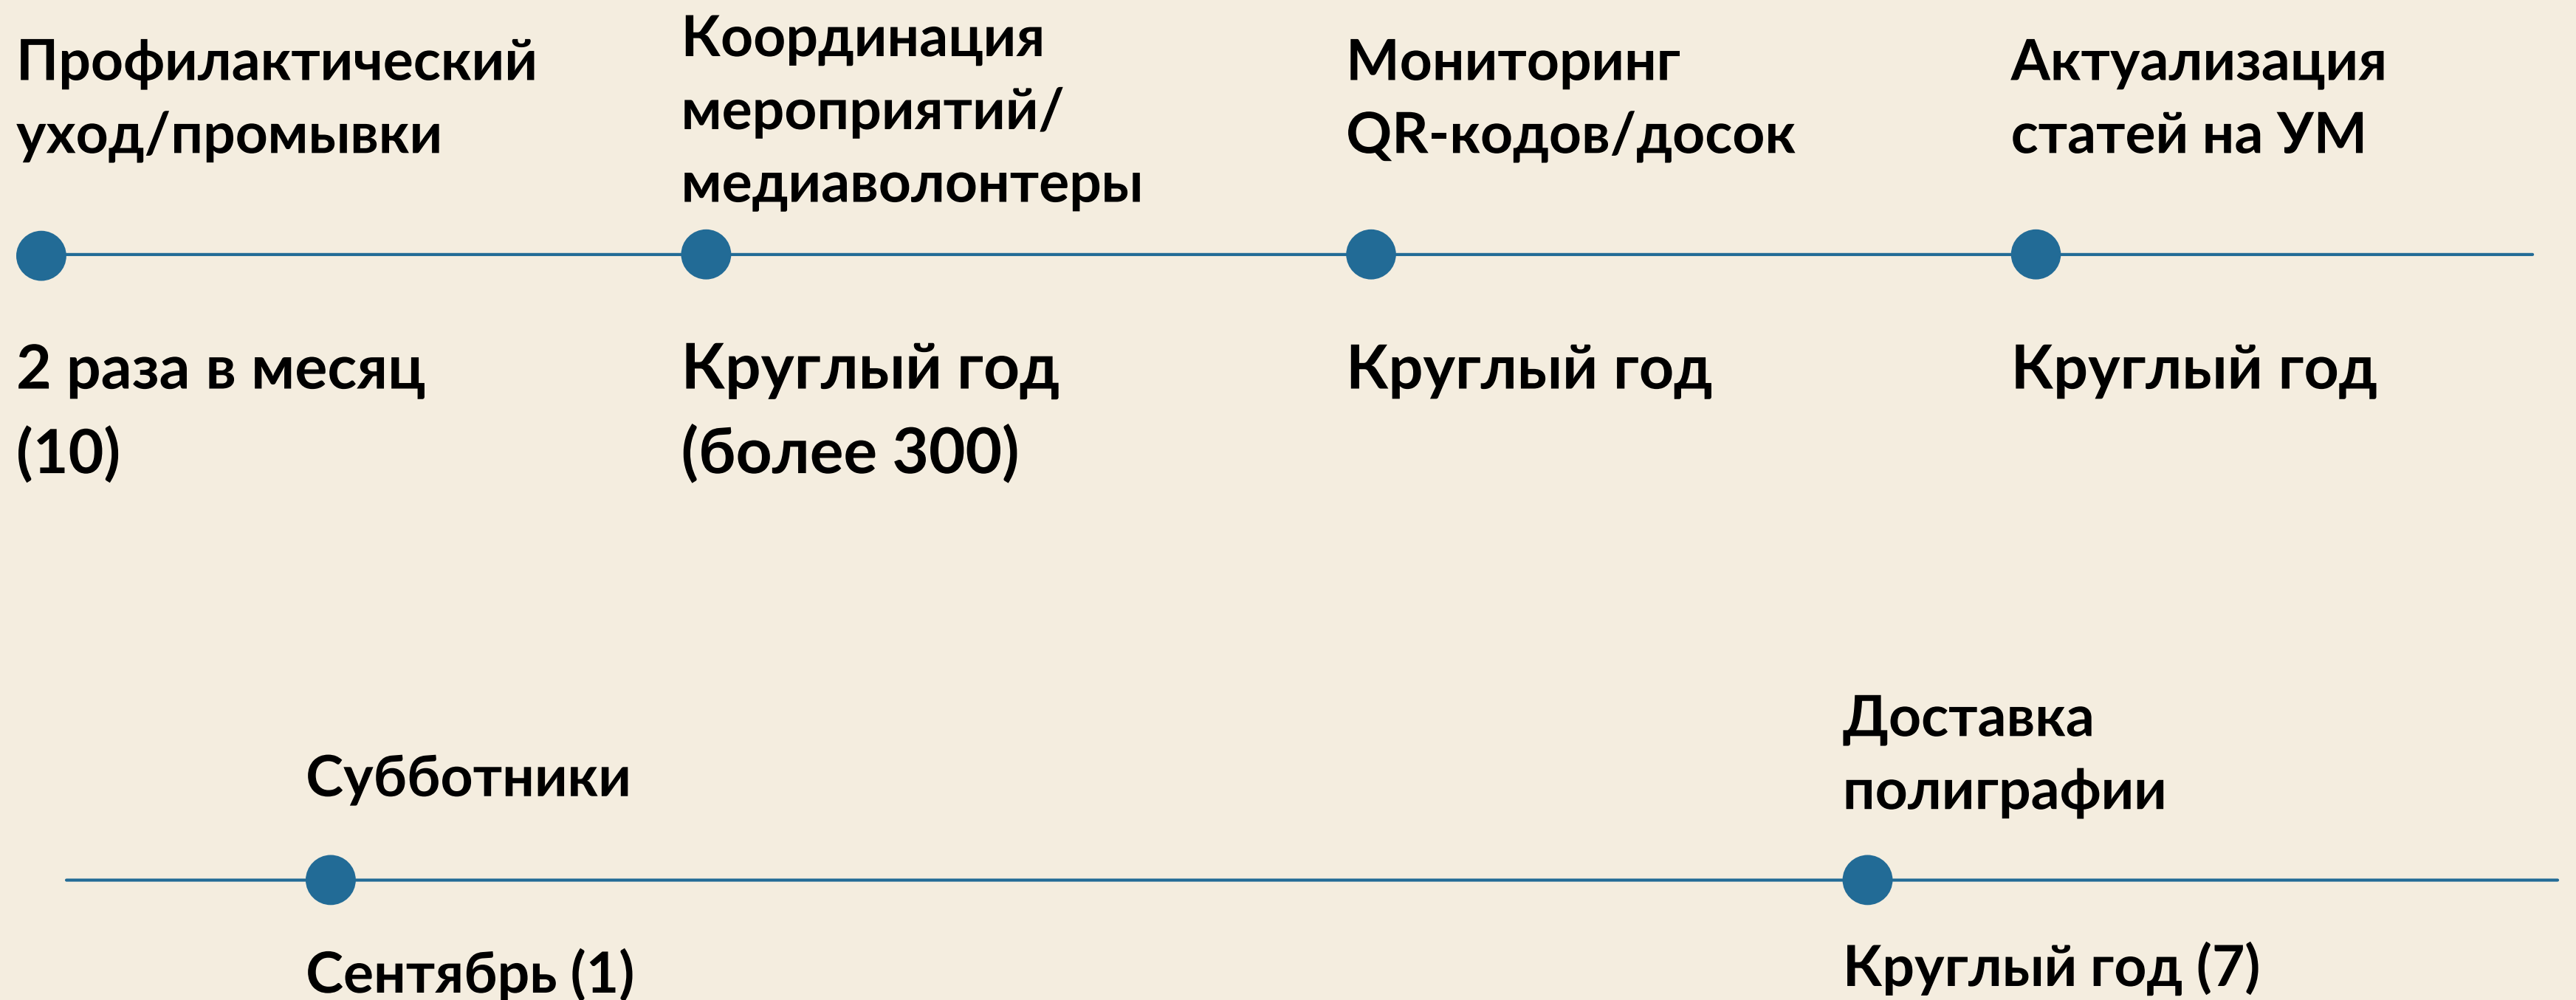 Профилактический
уход/промывки
Координация
мероприятий/
медиаволонтеры
Мониторинг
QR-кодов/досок
Актуализация
статей на УМ
2 раза в месяц
(10)
Круглый год
(более 300)
Круглый год
Круглый год
Субботники
Доставка
полиграфии
Сентябрь (1)
Круглый год (7)